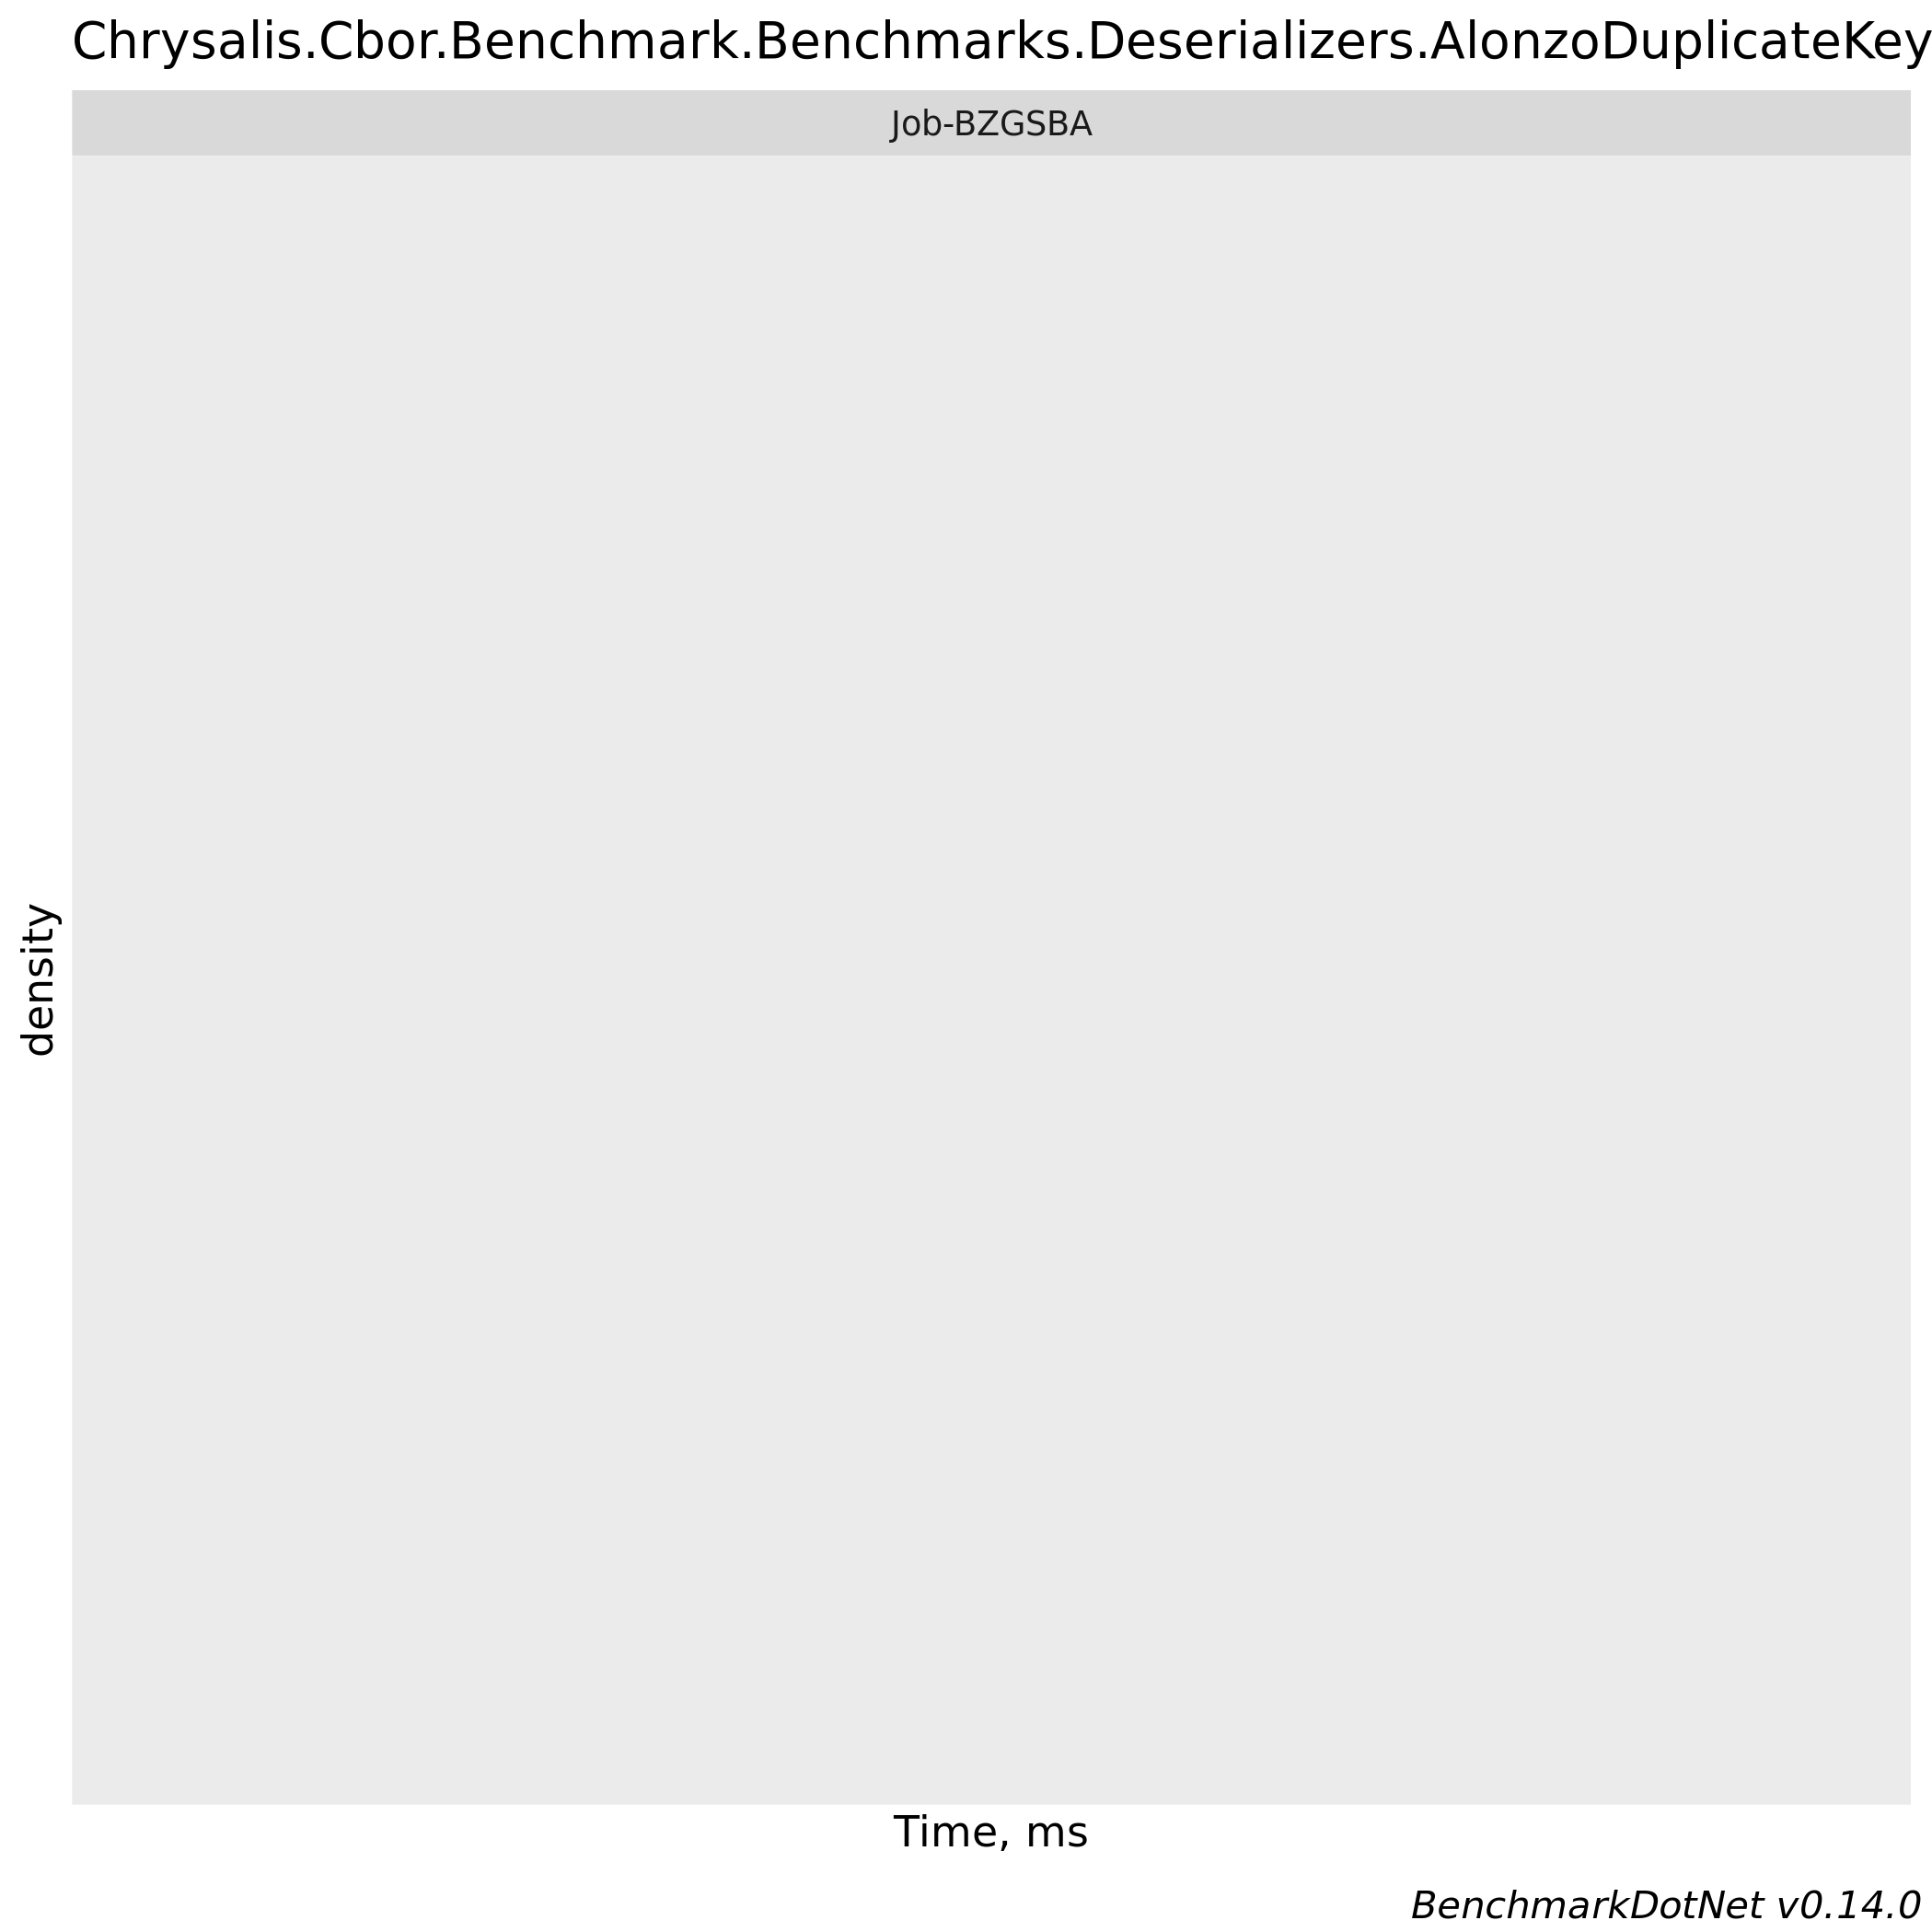 Chrysalis.Cbor.Benchmark.Benchmarks.Deserializers.AlonzoDuplicateKey
Job-BZGSBA
density
Time, ms
BenchmarkDotNet v0.14.0